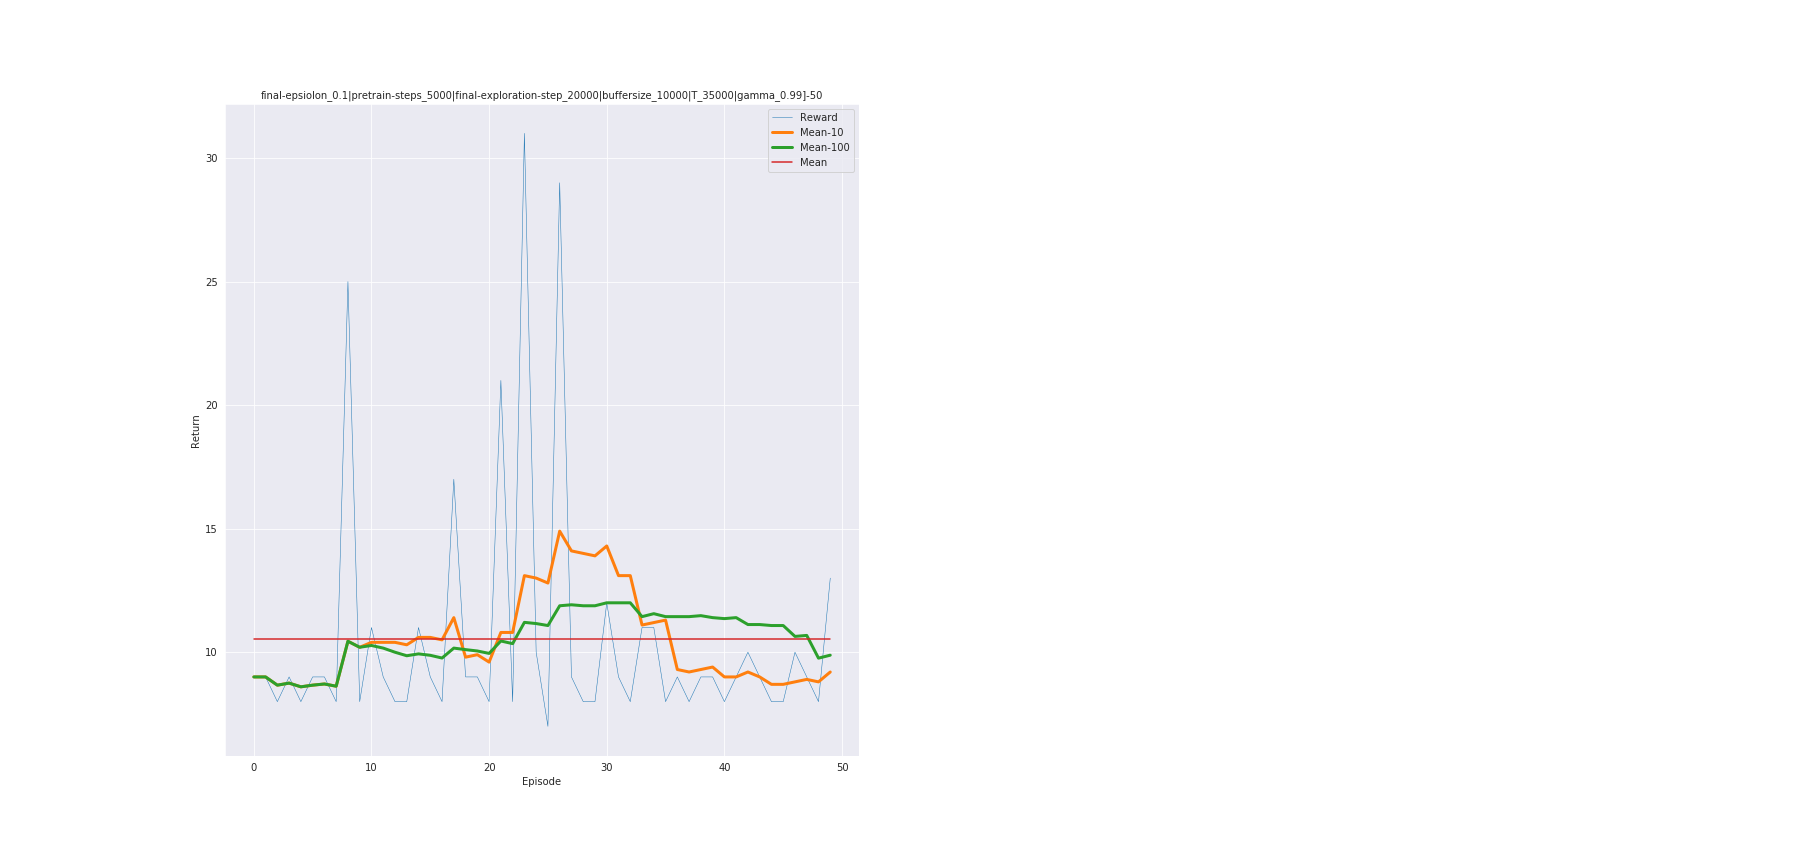 final-epsiolon_0.1|pretrain-steps_5000|final-exploration-step_20000|buffersize_10000|T_35000|gamma_0.99]-50
Reward
Mean-10
Mean-100
Mean
30
25
20
15
10
Return
0 10 20 30 40 50
Episode